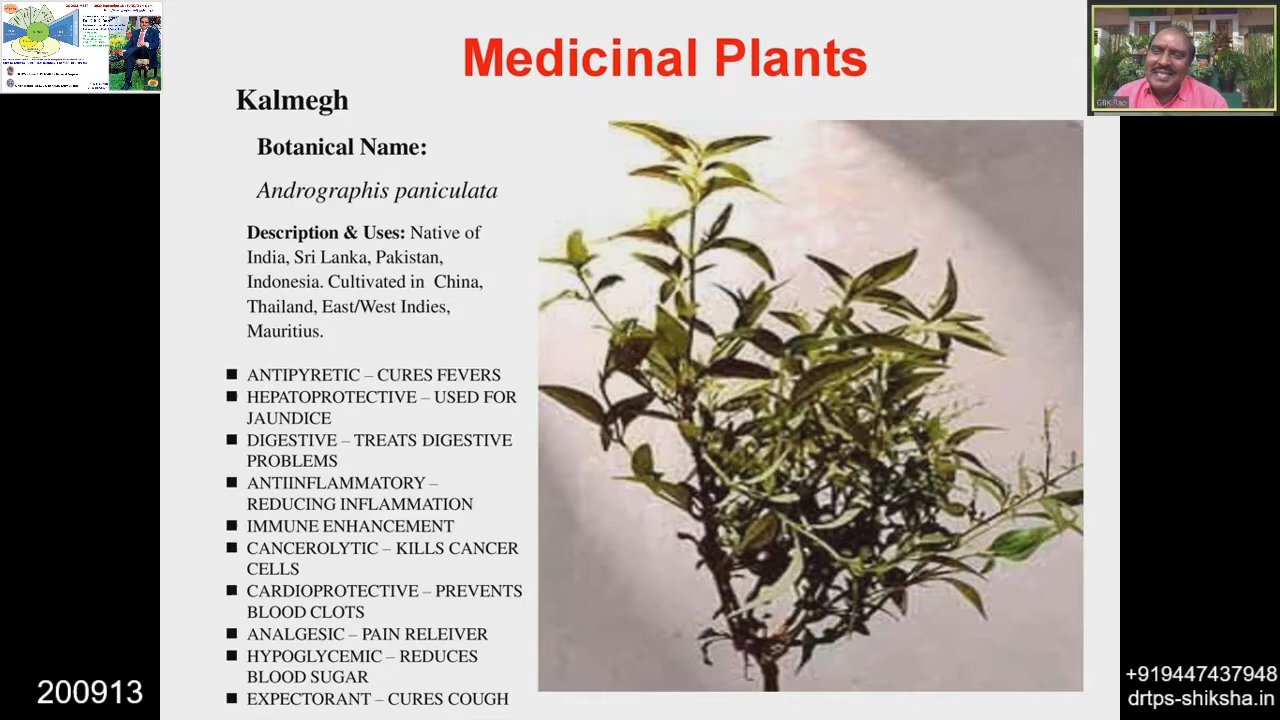 Medicinal Plants
Kalmegh
Botanical Name:
Andrographis paniculata
Description & Uses: Native of
India, Sri Lanka, Pakistan,
Indonesia. Cultivated in China,
Thailand, East/West Indies,
Mauritius.
■ ANTIPYRETIC – CURES FEVERS
■ HEPATOPROTECTIVE – USED FOR
JAUNDICE
■ DIGESTIVE – TREATS DIGESTIVE
PROBLEMS
■ ANTIINFLAMMATORY –
REDUCING INFLAMMATION
■ IMMUNE ENHANCEMENT
■ CANCEROLYTIC – KILLS CANCER
CELLS
■ CARDIOPROTECTIVE – PREVENTS
BLOOD CLOTS
■ ANALGESIC – PAIN RELEIVER
■ HYPOGLYCEMIC – REDUCES
BLOOD SUGAR
■ EXPECTORANT – CURES COUGH
GBK Rao
200913
+919447437948
drtps-shiksha.in